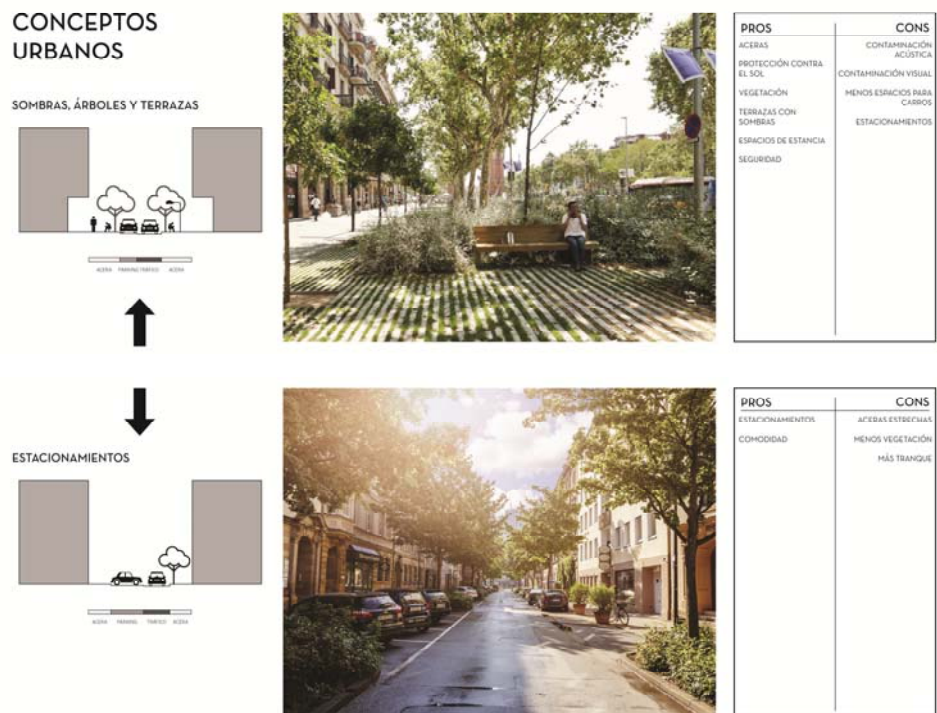 CONCEPTOS
URBANOS
SOMBRAS, ÁRBOLES Y TERRAZAS
ACERA PARKING TRÁFICO ACERA
PROS CONS
ACERAS
PROTECCIÓN CONTRA
EL SOL
VEGETACIÓN
TERRAZAS CON
SOMBRAS
ESPACIOS DE ESTANCIA
SEGURIDAD
CONTAMINACIÓN
ACÚSTICA
CONTAMINACIÓN VISUAL
MENOS ESPACIOS PARA
CARROS
ESTACIONAMIENTOS
ESTACIONAMIENTOS
ACERA PARKING TRÁFICO ACERA
PROS CONS
ESTACIONAMIENTOS
COMODIDAD
ACERAS ESTRECHAS
MENOS VEGETACIÓN
MÁS TRANQUE